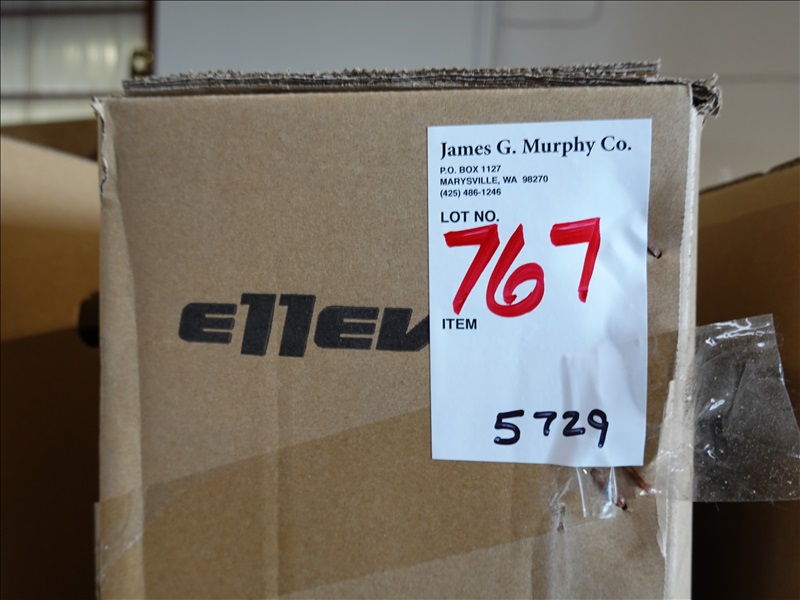 James G. Murphy Co.
P.O. BOX 1127
MARYSVILLE, WA 98270
(425) 486-1246
LOT NO.
767
ITEM
5729